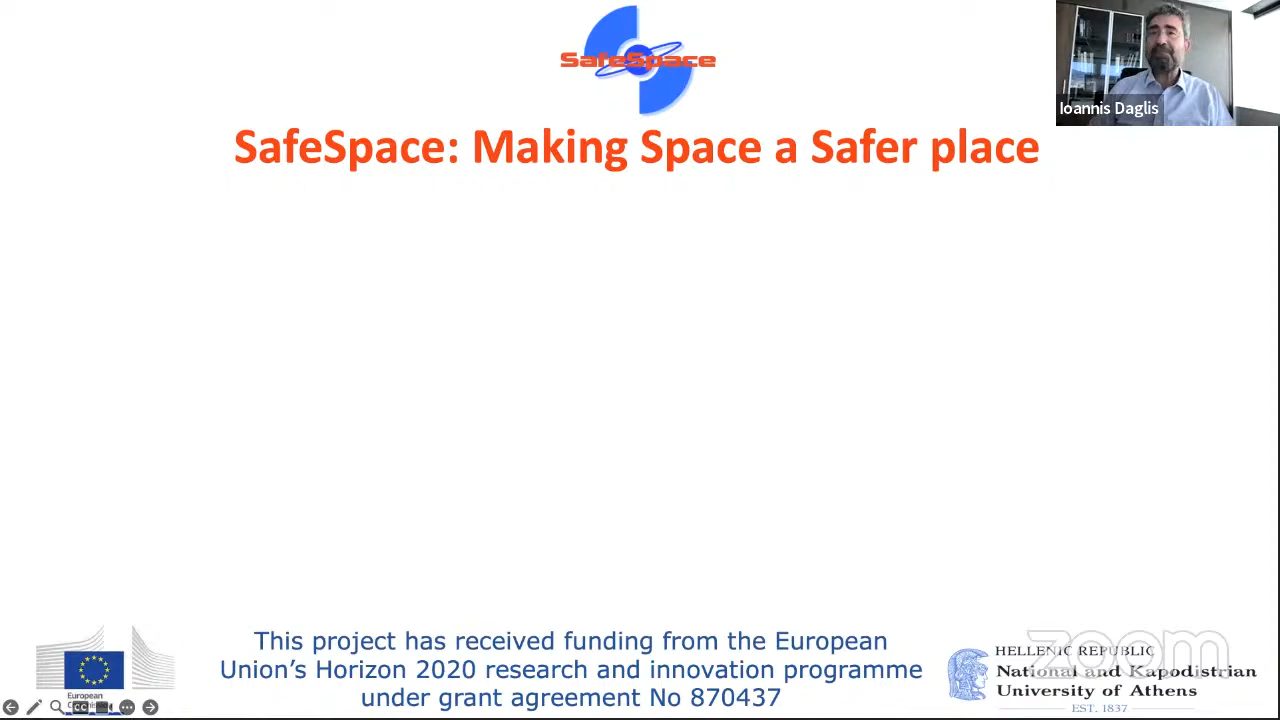 SafeSpace
Ioannis Daglis
SafeSpace: Making Space a Safer place
This project has received funding from the European
Union’s Horizon 2020 research and innovation programme
under grant agreement No 870437
European
zoom
HELLENIC REPUBLIC
National and Kapodistrian
University of Athens
EST. 1837
CC